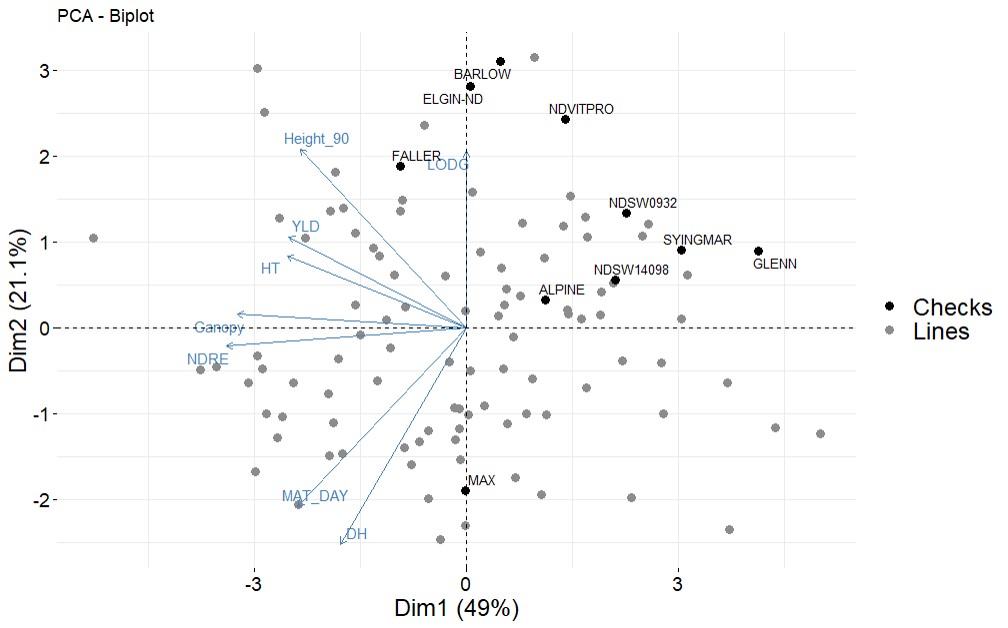 PCA - Biplot
Dim2 (21.1%)
3
2
1
0
-1
-2
BARLOW
ELGIN-ND
NDVITPRO
Height_90
FALLER
LODG
NDSW0932
YLD
SYINGMAR
HT
GLENN
NDSW14098
ALPINE
Canopy
NDRE
MAX
MAT_DAY
DH
-3
0
3
Dim1 (49%)
Checks
Lines